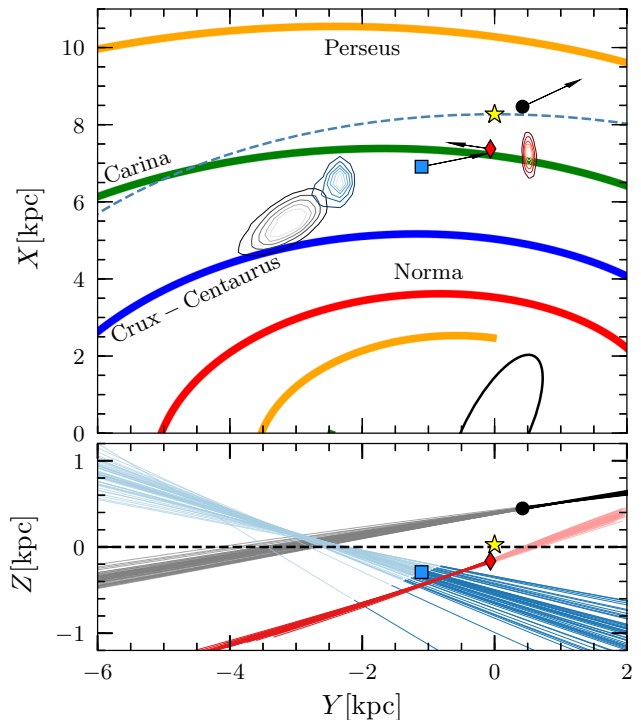 10
8
6
4
2
0
X [kpc]
Perseus
Carina
Crux − Centaurus
Norma
1
0
−1
Z [kpc]
−6
−4
−2
0
2
Y [kpc]